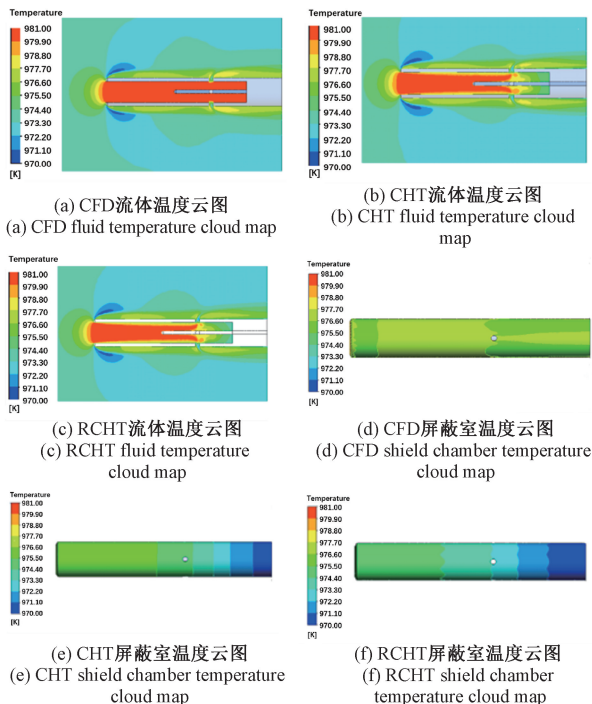 Temperature
981.00
979.90
978.80
977.70
976.60
975.50
974.40
973.30
972.20
971.10
970.00
[K]
(a) CFD流体温度云图
(a) CFD fluid temperature cloud map
Temperature
981.00
979.90
978.80
977.70
976.60
975.50
974.40
973.30
972.20
971.10
970.00
[K]
(b) CHT流体温度云图
(b) CHT fluid temperature cloud
map
Temperature
981.00
979.90
978.80
977.70
976.60
975.50
974.40
973.30
972.20
971.10
970.00
[K]
(c) RCHT流体温度云图
(c) RCHT fluid temperature
cloud map
Temperature
981.00
979.90
978.80
977.70
976.60
975.50
974.40
973.30
972.20
971.10
970.00
[K]
(d) CFD屏蔽室温度云图
(d) CFD shield chamber temperature
cloud map
Temperature
981.00
979.90
978.80
977.70
976.60
975.50
974.40
973.30
972.20
971.10
970.00
[K]
(e) CHT屏蔽室温度云图
(e) CHT shield chamber temperature
cloud map
Temperature
981.00
979.90
978.80
977.70
976.60
975.50
974.40
973.30
972.20
971.10
970.00
[K]
(f) RCHT屏蔽室温度云图
(f) RCHT shield chamber
temperature cloud map